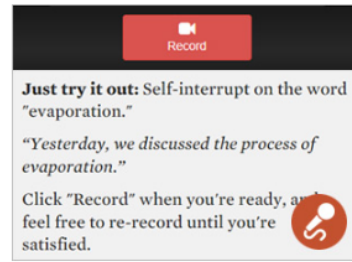 Record
Just try it out: Self-interrupt on the word
"evaporation."
“Yesterday, we discussed the process of
evaporation.”
Click "Record" when you're ready, and
feel free to re-record until you're
satisfied.